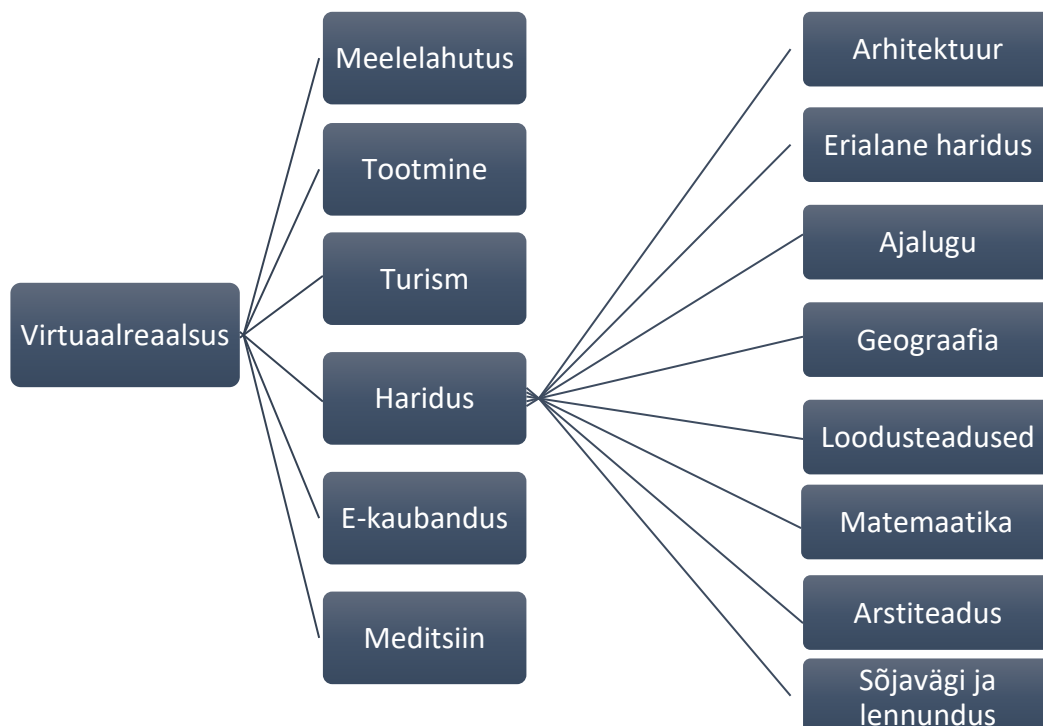 Virtuaalreaalsus
Meelelahutus
Tootmine
Turism
Haridus
E-kaubandus
Meditsiin
Arhitektuur
Erialane haridus
Ajalugu
Geograafia
Loodusteadused
Matemaatika
Arstiteadus
Sõjavägi ja
lennundus